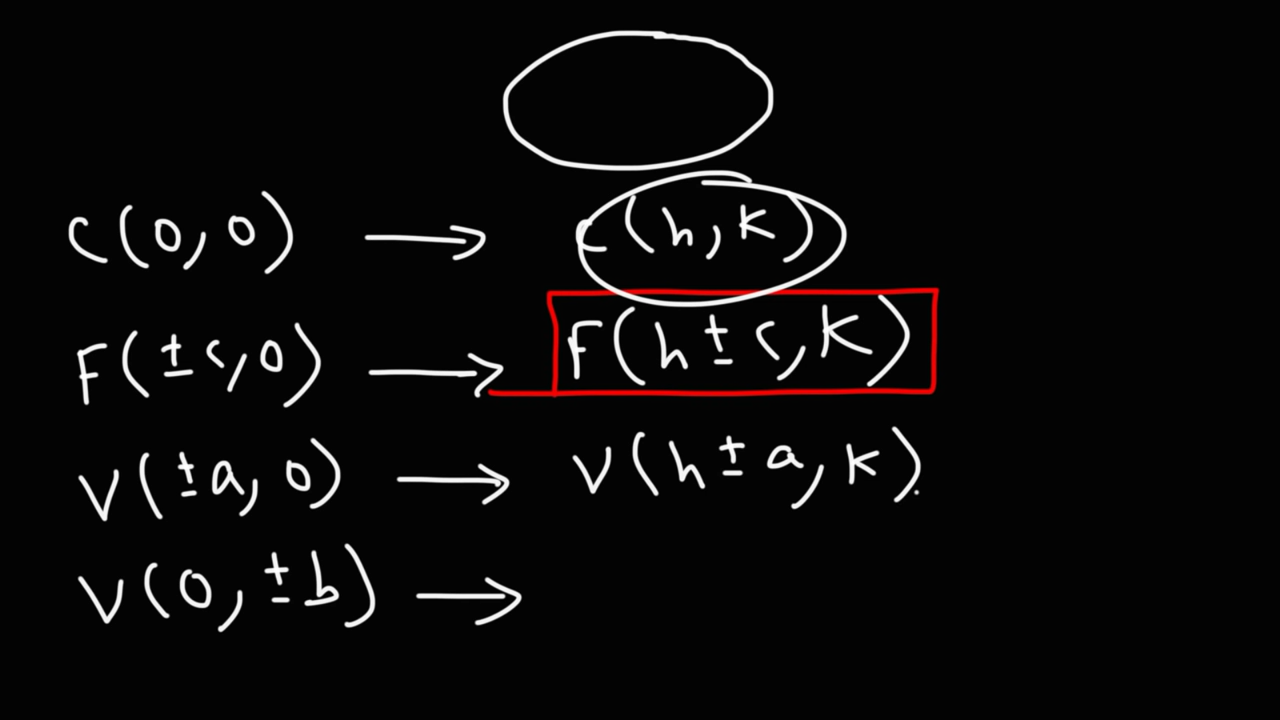 C(0,0) → C(h,k)
F(±c,0) → F(h±c,k)
V(±a,0) → V(h±a,k)
V(0,±b) →